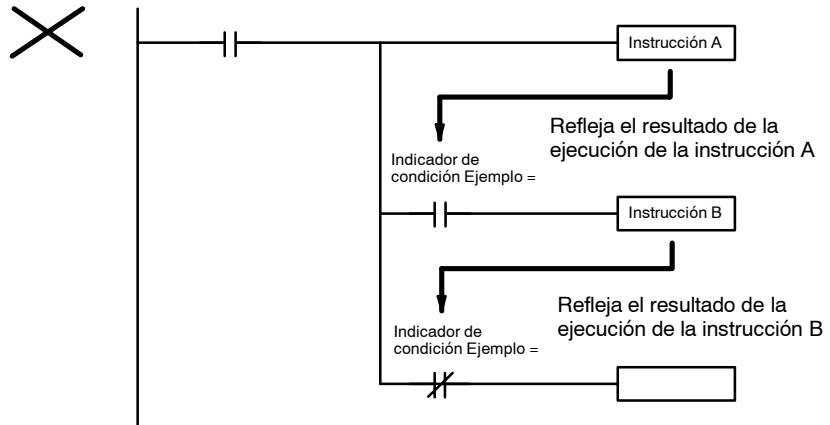 Instrucción A
Refleja el resultado de la
ejecución de la instrucción A
Indicador de
condición Ejemplo =
Instrucción B
Refleja el resultado de la
ejecución de la instrucción B
Indicador de
condición Ejemplo =